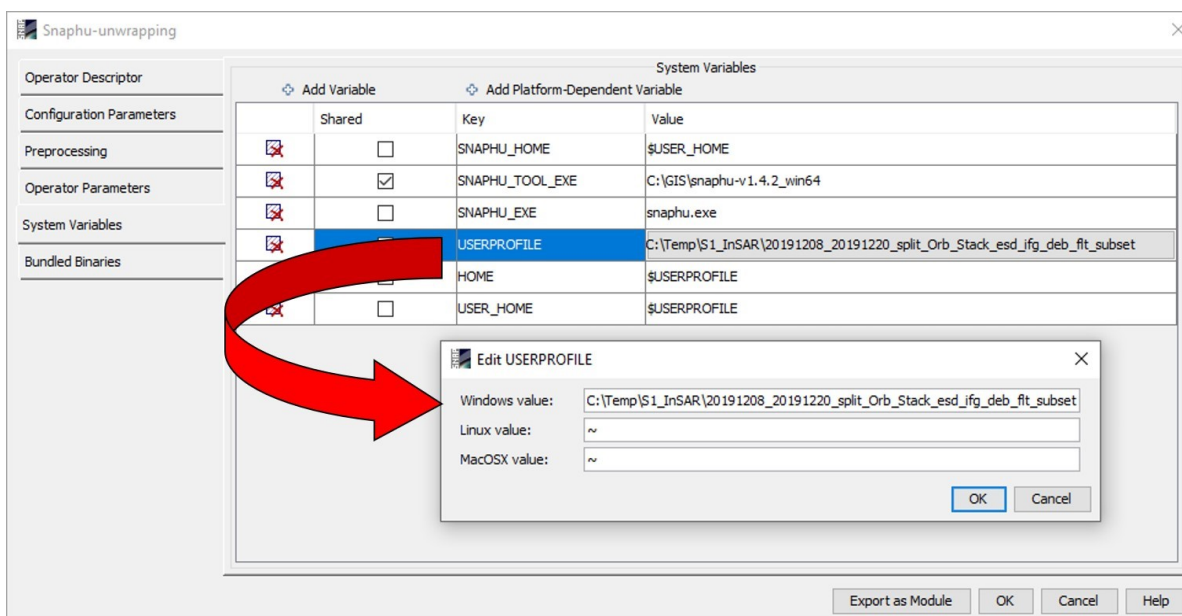 Snaphu-unwrapping
Operator Descriptor
Configuration Parameters
Preprocessing
Operator Parameters
System Variables
Bundled Binaries
System Variables
Add Variable Add Platform-Dependent Variable
Shared Key Value
SNAPHU_HOME $USER_HOME
SNAPHU_TOOL_EXE C:\GIS\snaphu-v1.4.2_win64
SNAPHU_EXE snaphu.exe
USERPROFILE C:\Temp\S1_InSAR\20191208_20191220_split_Orb_Stack_esd_ifg_deb_flt_subset
HOME $USERPROFILE
USER_HOME $USERPROFILE
Edit USERPROFILE
Windows value: C:\Temp\S1_InSAR\20191208_20191220_split_Orb_Stack_esd_ifg_deb_flt_subset
Linux value: ~
MacOSX value: ~
OK Cancel
Export as Module OK Cancel Help